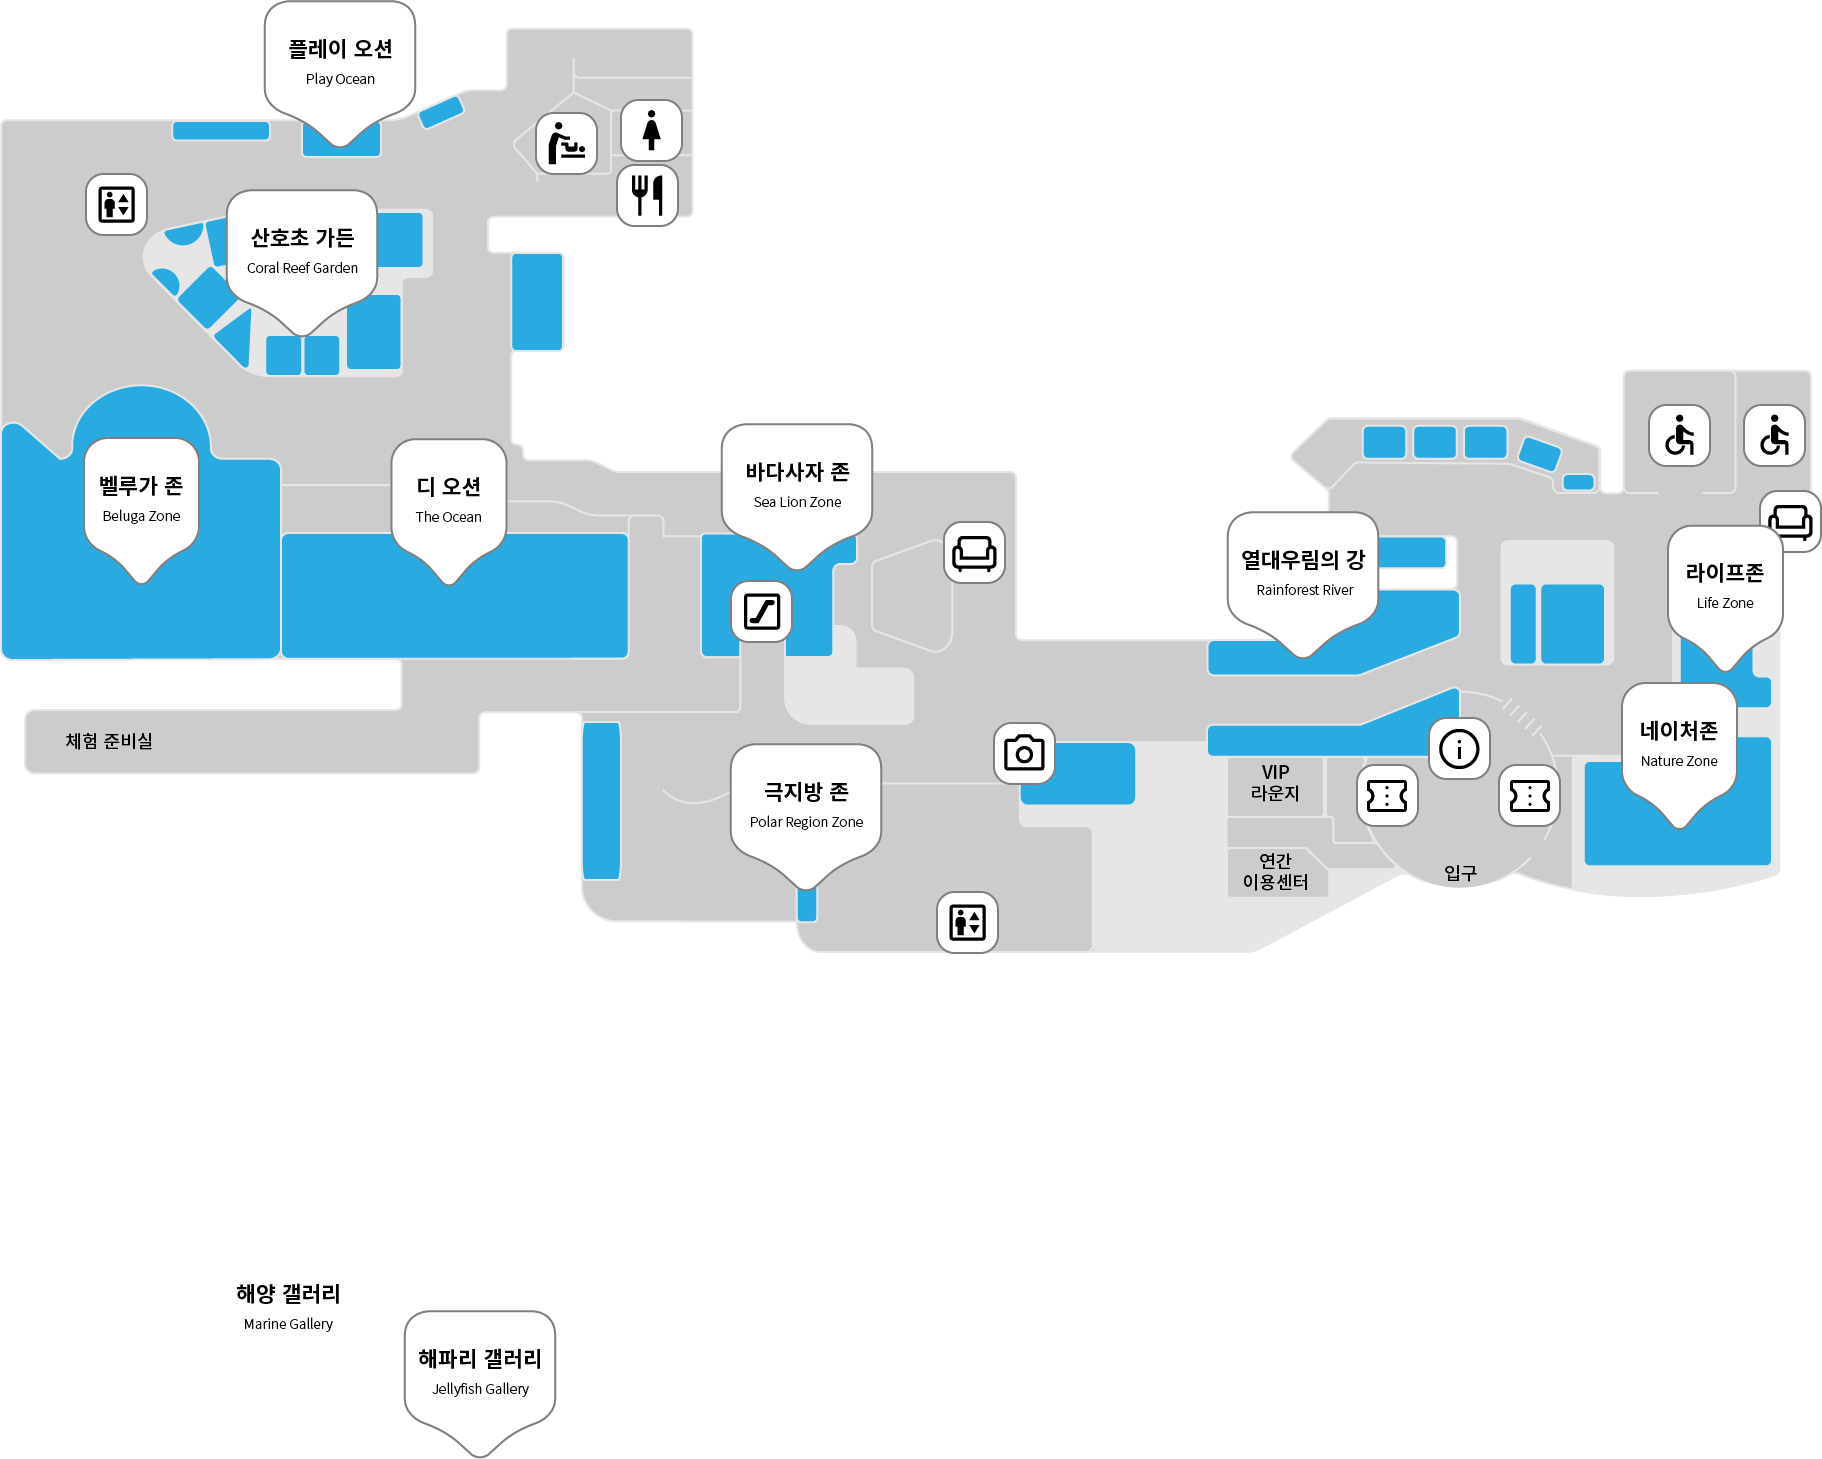 플레이 오션
Play Ocean
산호초 가든
Coral Reef Garden
벨루가 존
Beluga Zone
디 오션
The Ocean
바다사자 존
Sea Lion Zone
열대우림의 강
Rainforest River
라이프존
Life Zone
네이처존
Nature Zone
체험 준비실
극지방 존
Polar Region Zone
VIP
라운지
연간
이용센터
입구
해양 갤러리
Marine Gallery
해파리 갤러리
Jellyfish Gallery